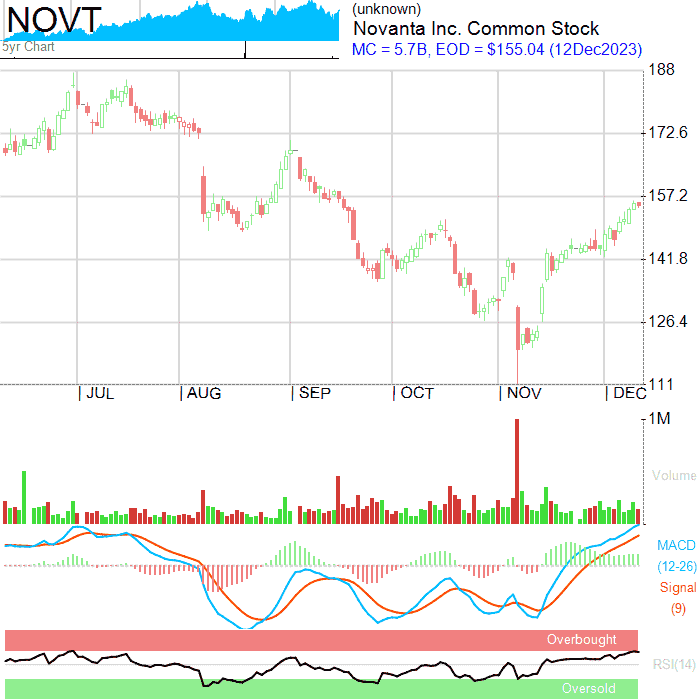 NOVT
5yr Chart
(unknown)
Novanta Inc. Common Stock
MC = 5.7B, EOD = $155.04 (12Dec2023)
188
172.6
157.2
141.8
126.4
111
JUL AUG SEP OCT NOV DEC
1M
Volume
MACD
(12-26)
Signal
(9)
Overbought
RSI(14)
Oversold